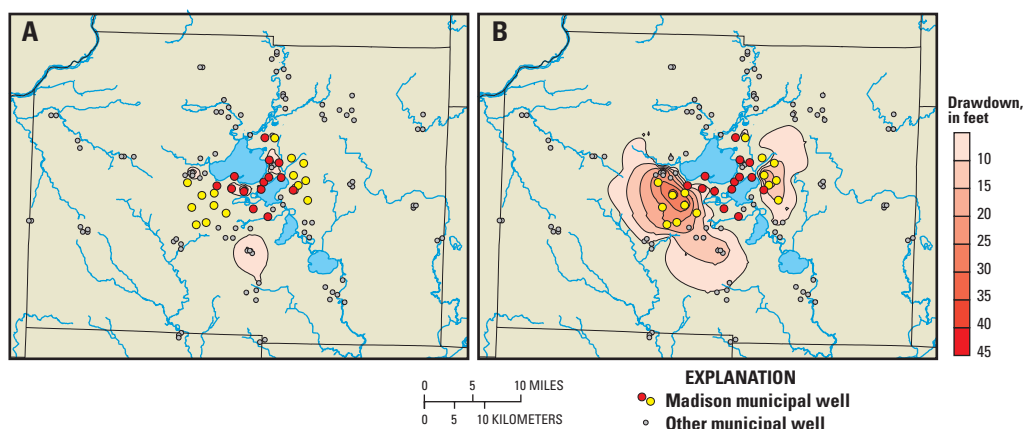 A
B
Drawdown,
in feet
10
15
20
25
30
35
40
45
0 5 10 MILES
0 5 10 KILOMETERS
EXPLANATION
Madison municipal well
Other municipal well